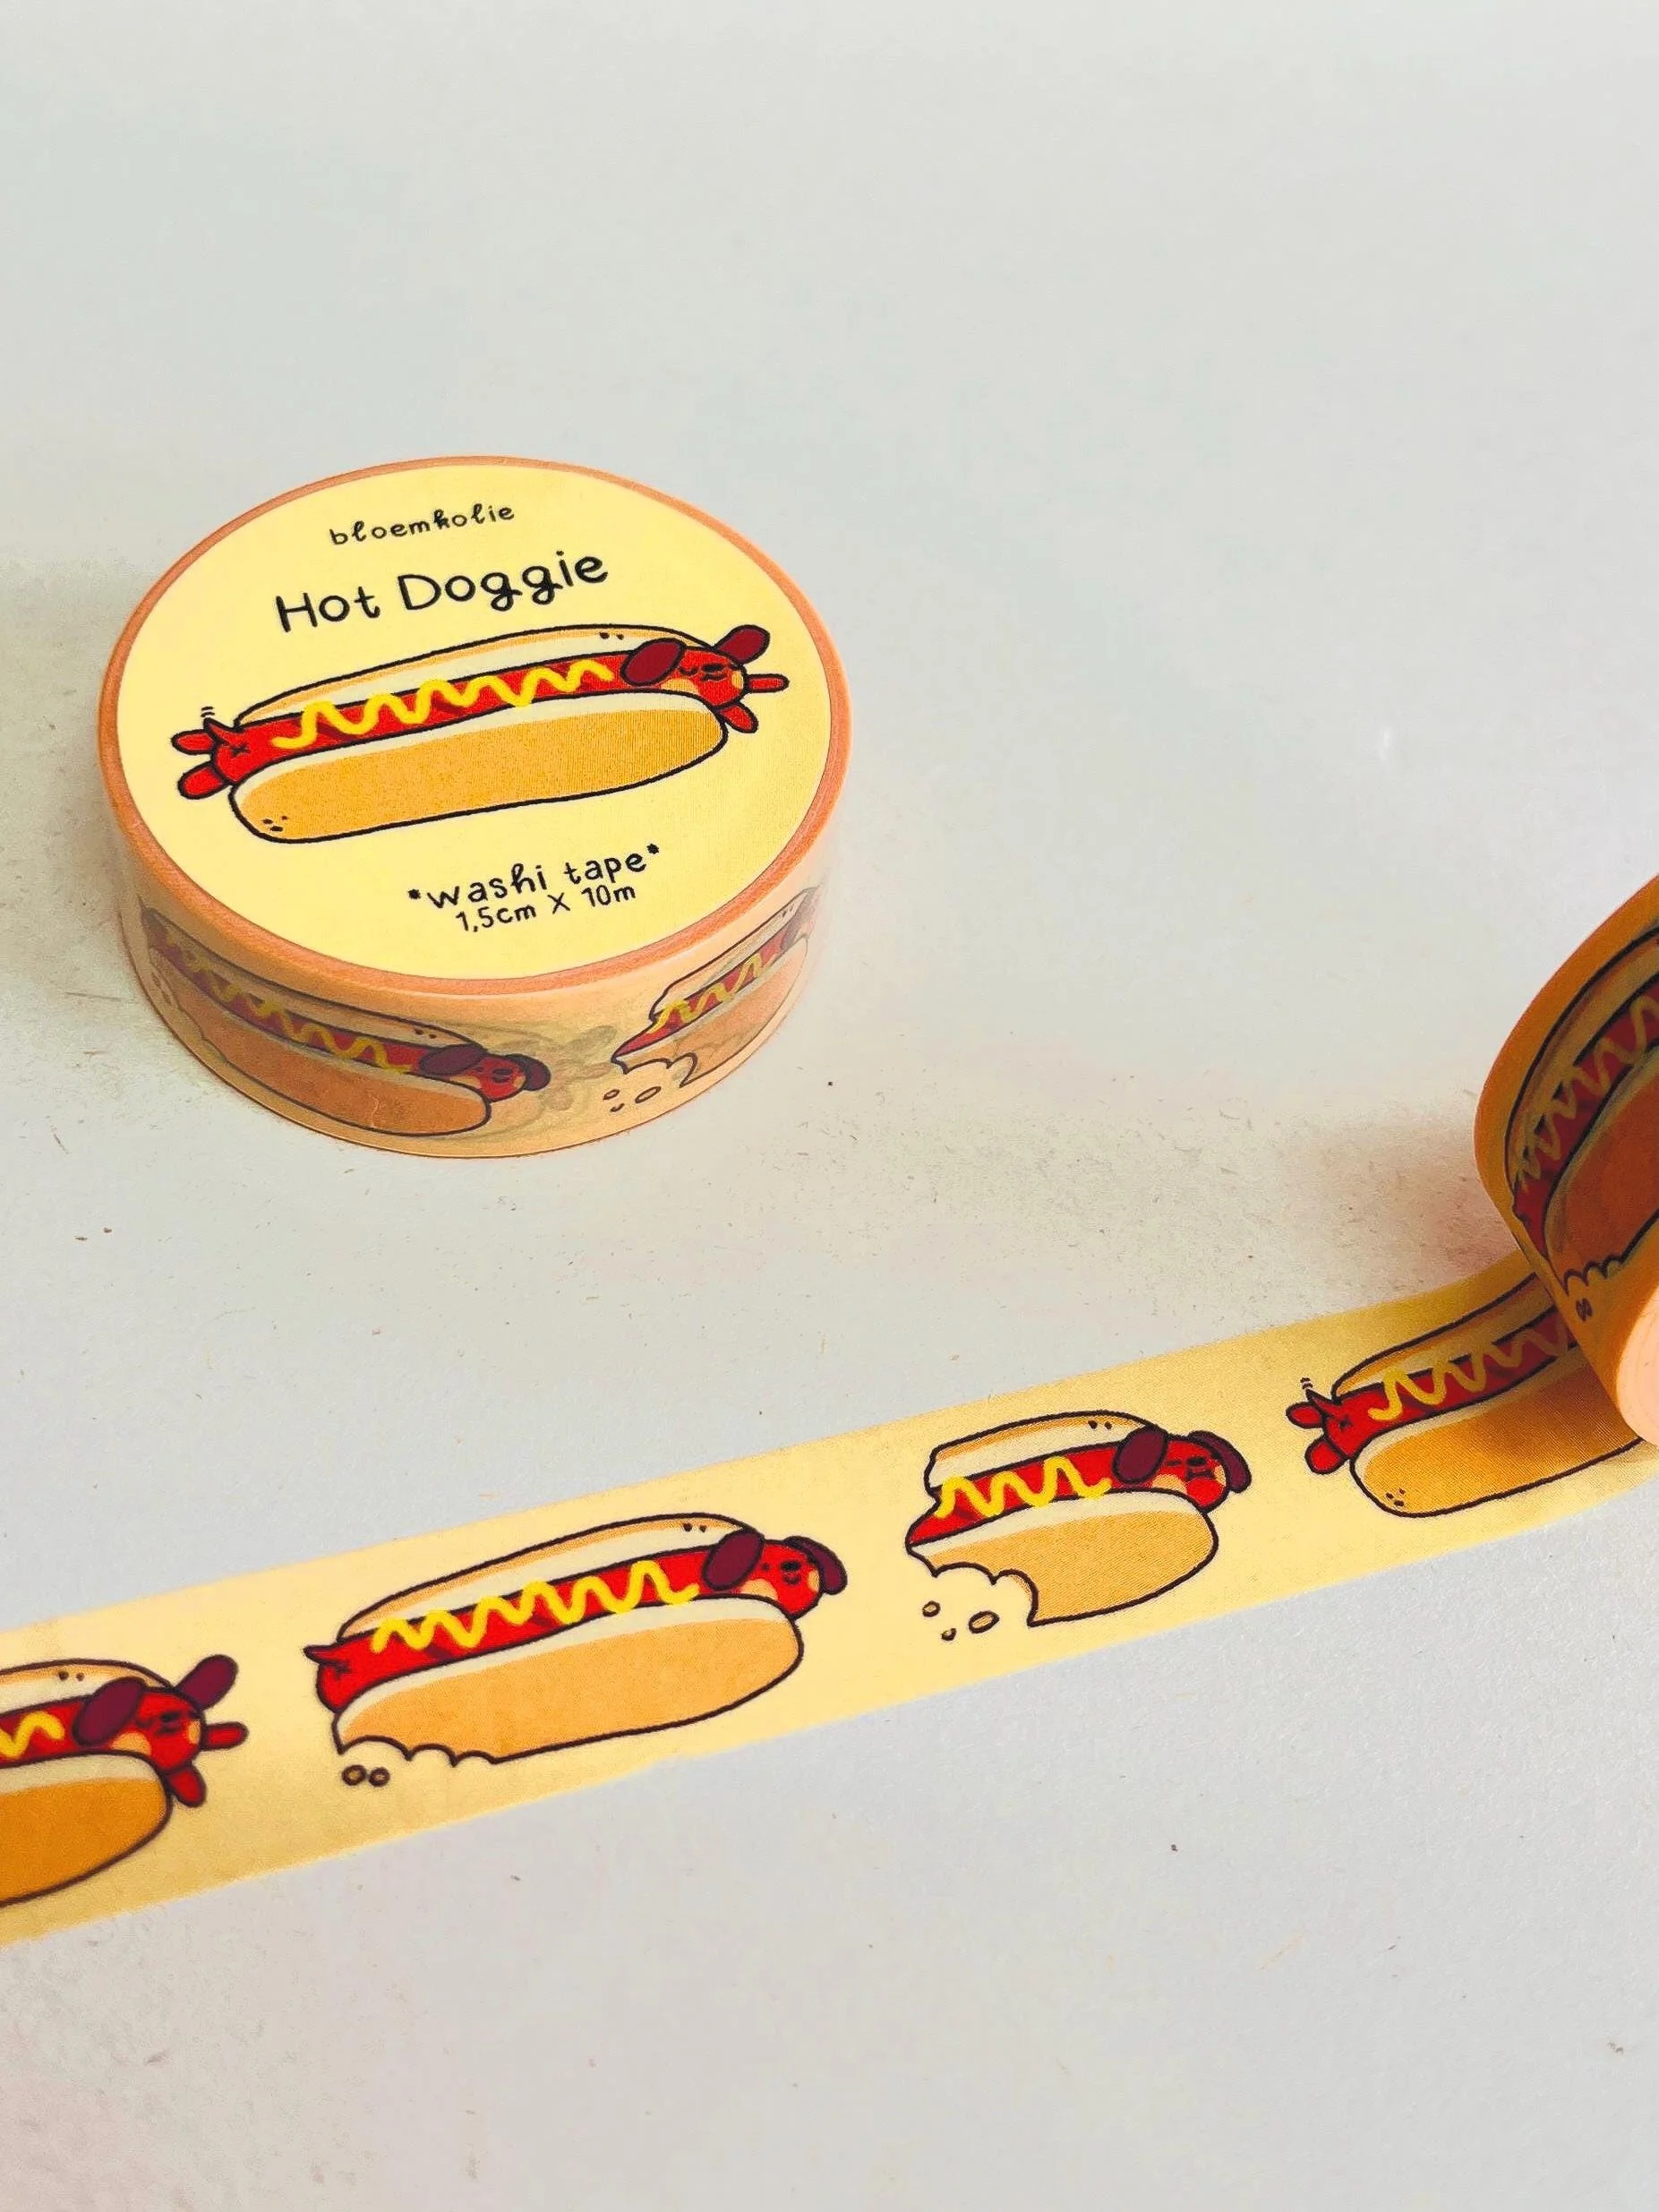 bloemkolie
Hot Doggie
*washi tape*
1,5cm X 10m